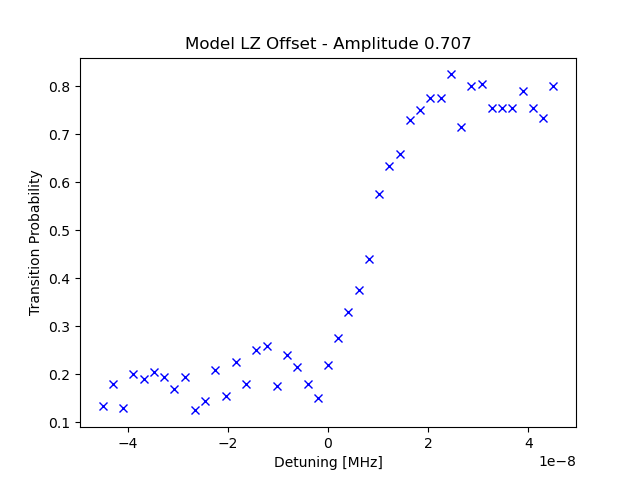 Model LZ Offset - Amplitude 0.707
0.8
0.7
0.6
0.5
0.4
0.3
0.2
0.1
Transition Probability
−4 −2 0 2 4
1e−8
Detuning [MHz]